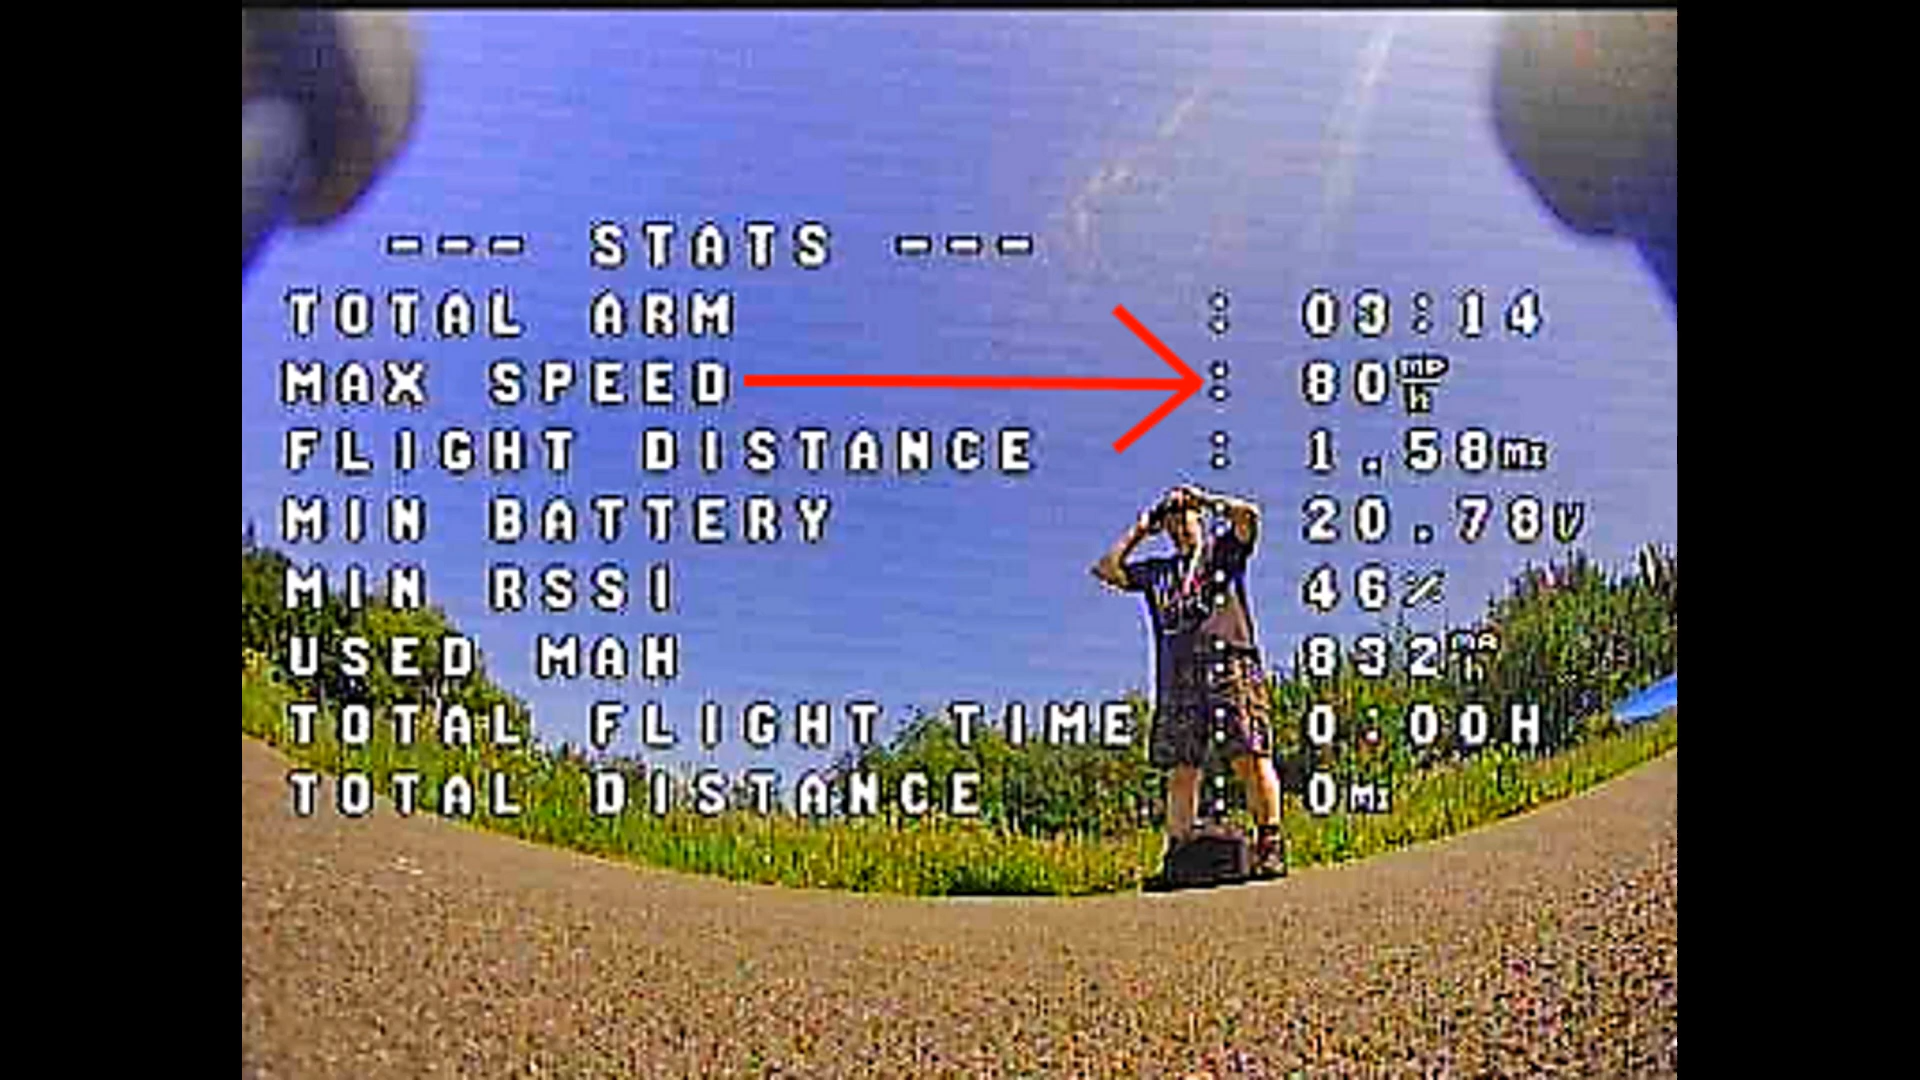 --- STATS ---
TOTAL ARM : 03:14
MAX SPEED : 80mph
FLIGHT DISTANCE : 1.58MI
MIN BATTERY : 20.78V
MIN RSSI : 46%
USED MAH : 832mAh
TOTAL FLIGHT TIME : 0:00H
TOTAL DISTANCE : 0MI